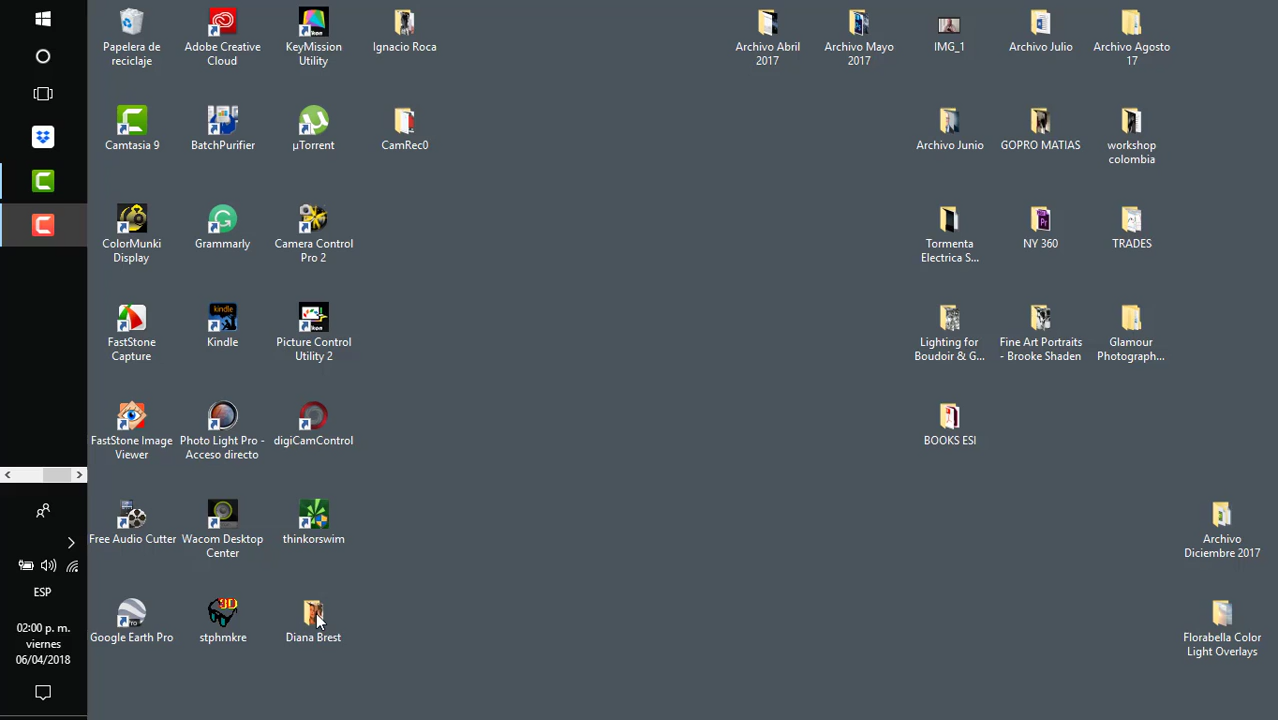 Papelera de
reciclaje
Adobe Creative
Cloud
KeyMission
Utility
Ignacio Roca
Archivo Abril
2017
Archivo Mayo
2017
IMG_1
Archivo Julio
Archivo Agosto
17
Camtasia 9
BatchPurifier
µTorrent
CamRec0
Archivo Junio
GOPRO MATIAS
workshop
colombia
ColorMunki
Display
Grammarly
Camera Control
Pro 2
Tormenta
Electrica S...
NY 360
TRADES
FastStone
Capture
Kindle
Picture Control
Utility 2
Lighting for
Boudoir & G...
Fine Art Portraits
- Brooke Shaden
Glamour
Photograph...
FastStone Image
Viewer
Photo Light Pro -
Acceso directo
digiCamControl
BOOKS ESI
Free Audio Cutter
Wacom Desktop
Center
thinkorswim
Archivo
Diciembre 2017
Google Earth Pro
stphmkre
Diana Brest
Florabella Color
Light Overlays
ESP
02:00 p. m.
viernes
06/04/2018